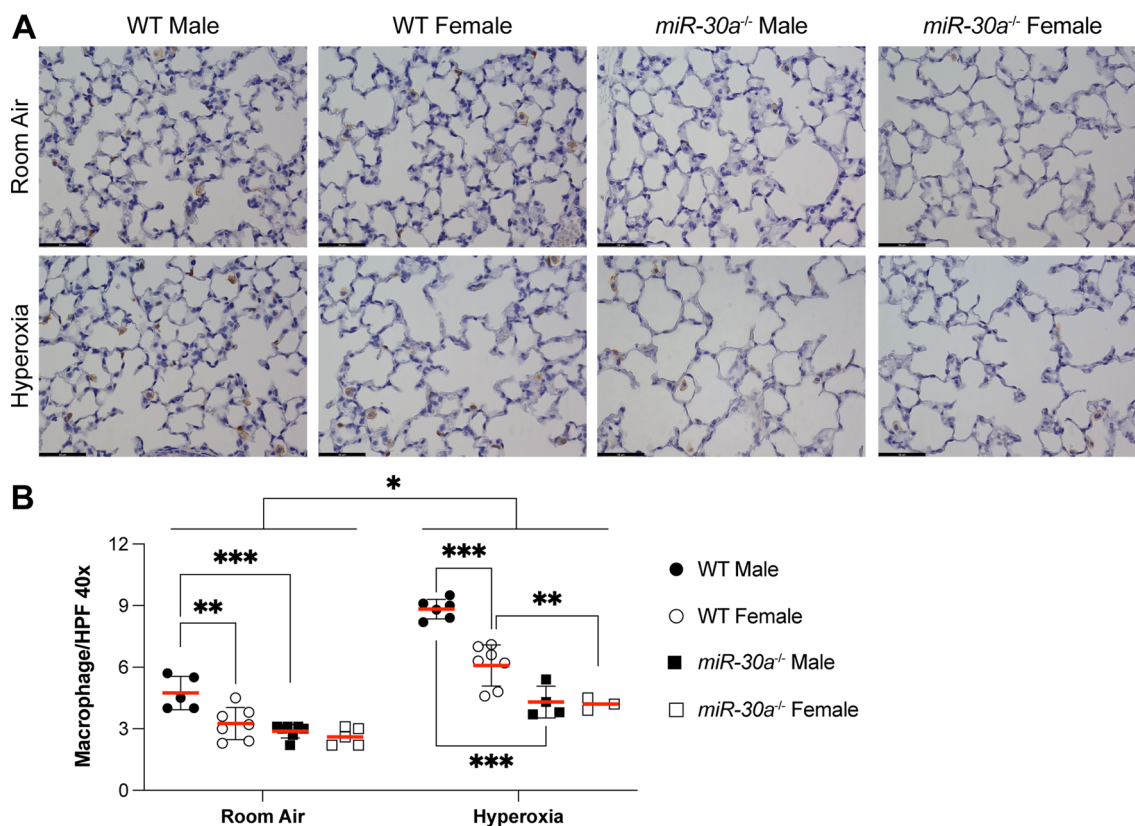 A
WT Male WT Female miR-30a-/- Male miR-30a-/- Female
Room Air
Hyperoxia
B
*
*** *** ** **
***
Macrophage/HPF 40x
12
9
6
3
0
Room Air Hyperoxia
WT Male
WT Female
miR-30a-/- Male
miR-30a-/- Female